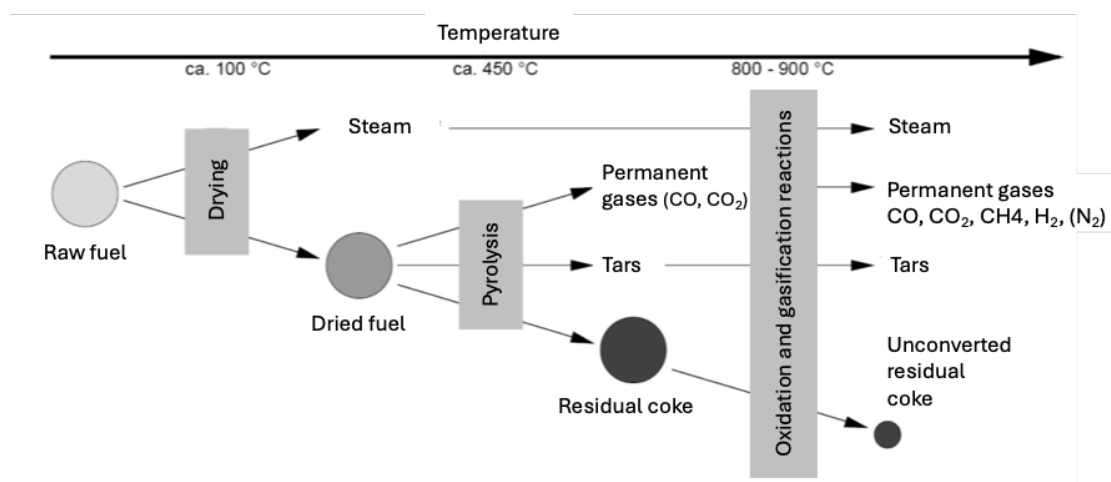 Temperature
ca. 100 °C
ca. 450 °C
800 - 900 °C
Drying
Steam
Raw fuel
Dried fuel
Pyrolysis
Permanent
gases (CO, CO₂)
Tars
Residual coke
Oxidation and gasification reactions
Steam
Permanent gases
CO, CO₂, CH4, H₂, (N₂)
Tars
Unconverted
residual
coke